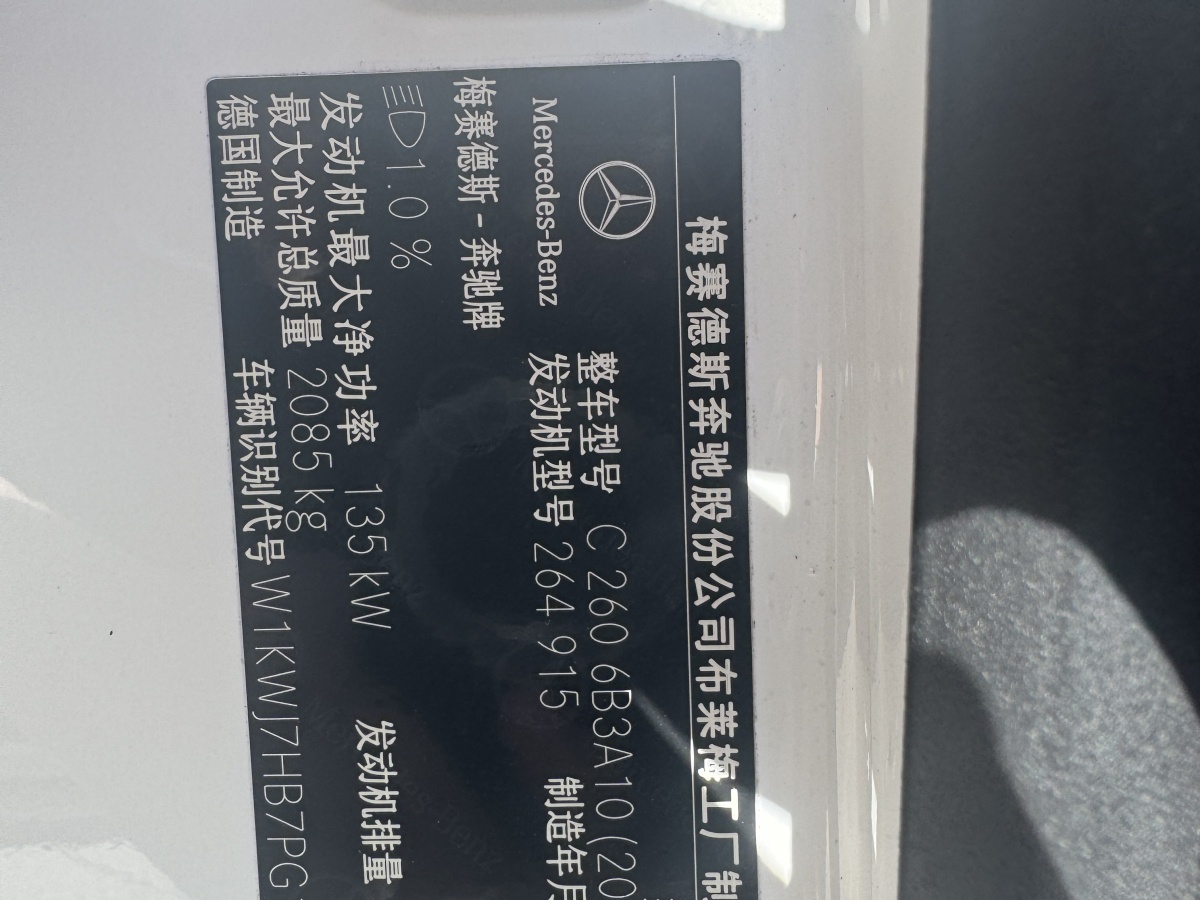 梅赛德斯奔驰股份公司布莱梅工厂制
Mercedes-Benz
整车型号 C 260 6B3A10(20
发动机型号 264 915
制造年月
梅赛德斯-奔驰牌
1.0 %
发动机最大净功率 135 kW
发动机排量
最大允许总质量 2085 kg
德国制造
车辆识别代号 W1KWJ7HB7PG